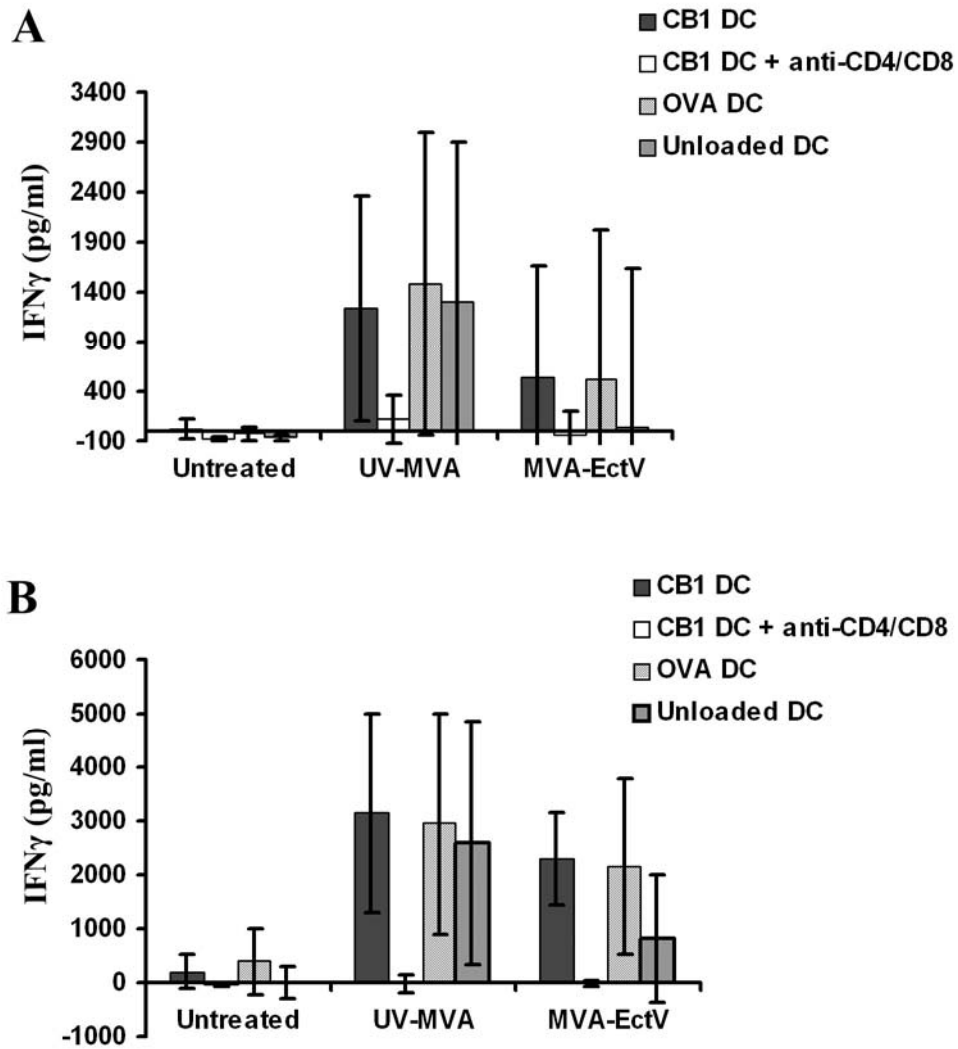 A
CB1 DC
CB1 DC + anti-CD4/CD8
OVA DC
Unloaded DC
IFNγ (pg/ml)
3400
2900
2400
1900
1400
900
400
-100
Untreated UV-MVA MVA-EctV
B
CB1 DC
CB1 DC + anti-CD4/CD8
OVA DC
Unloaded DC
IFNγ (pg/ml)
6000
5000
4000
3000
2000
1000
0
-1000
Untreated UV-MVA MVA-EctV